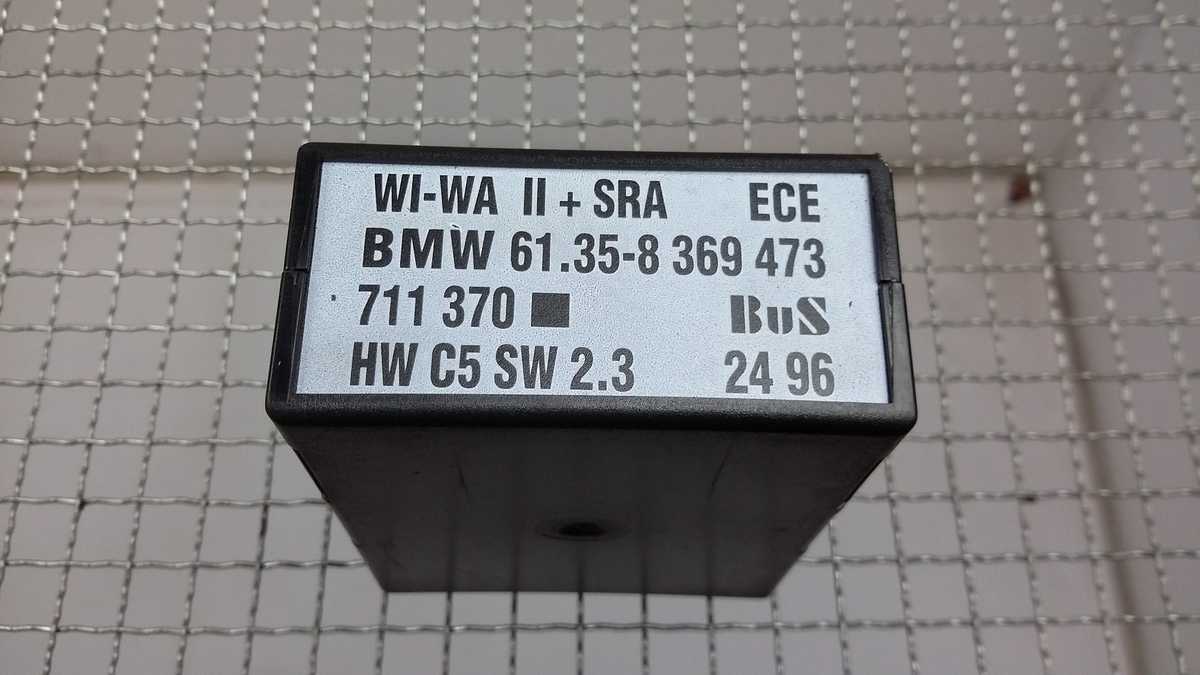 WI-WA II + SRA ECE
BMW 61.35-8 369 473
711 370 ■ BuS
HW C5 SW 2.3 24 96